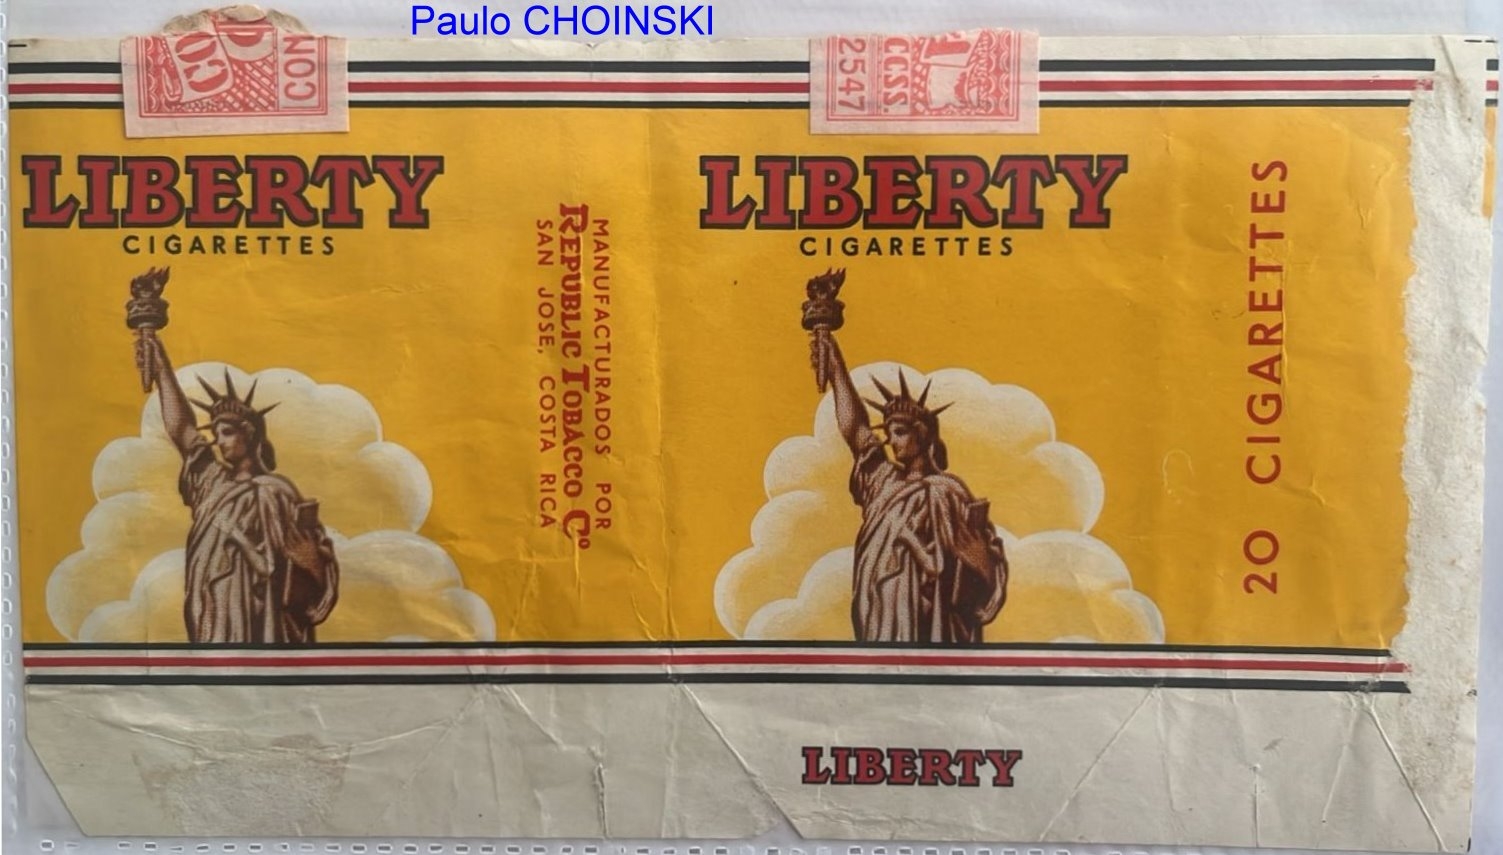 Paulo CHOINSKI
CON
CCSS.
2547
LIBERTY
CIGARETTES
MANUFACTURADOS POR
REPUBLIC TOBACCO Cº
SAN JOSE, COSTA RICA
LIBERTY
CIGARETTES
20 CIGARETTES
LIBERTY